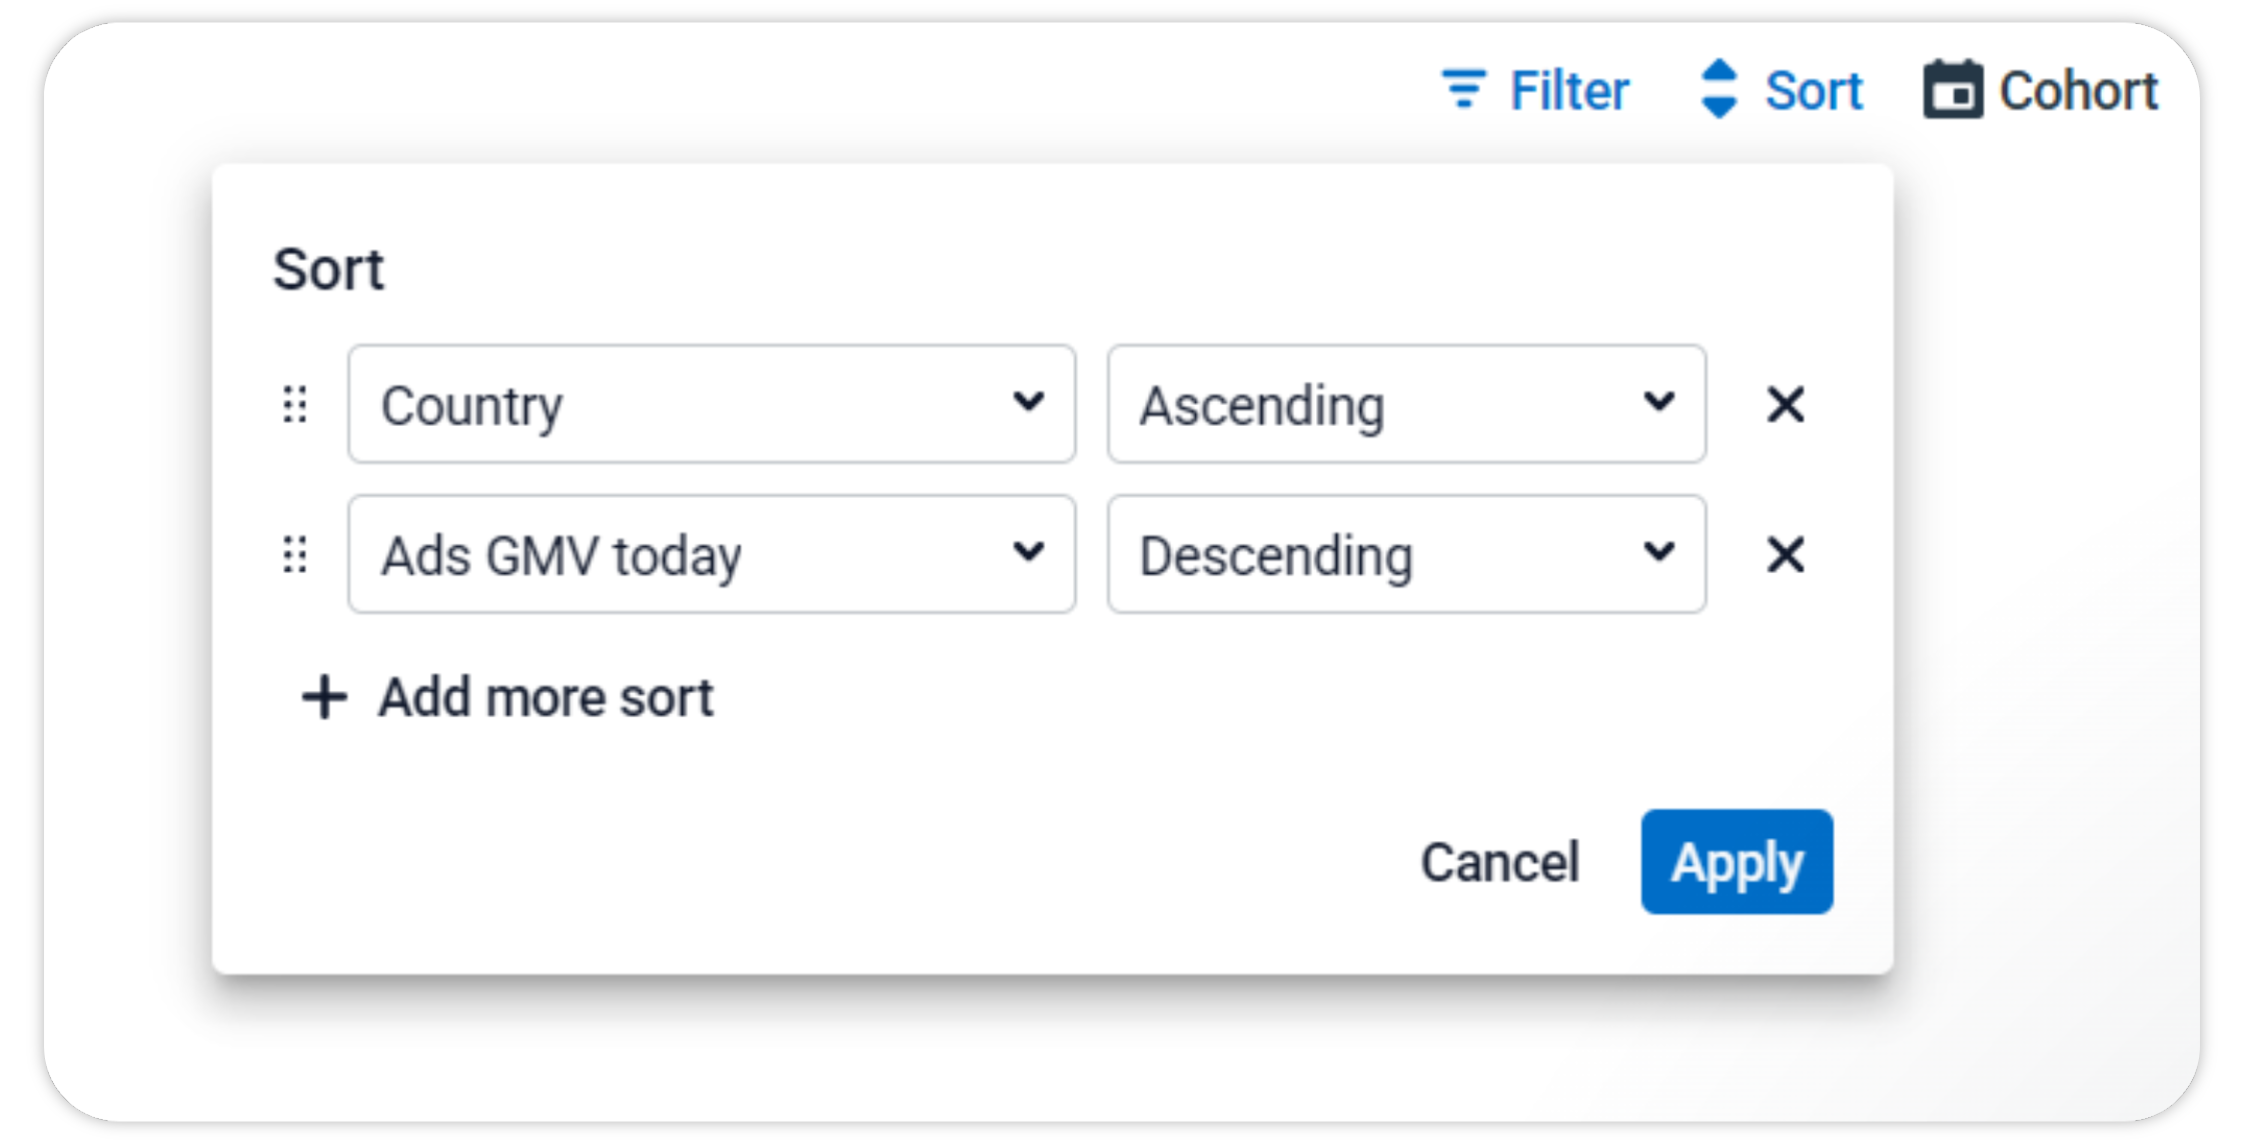 Filter Sort Cohort
Sort
Country Ascending
Ads GMV today Descending
Add more sort
Cancel Apply